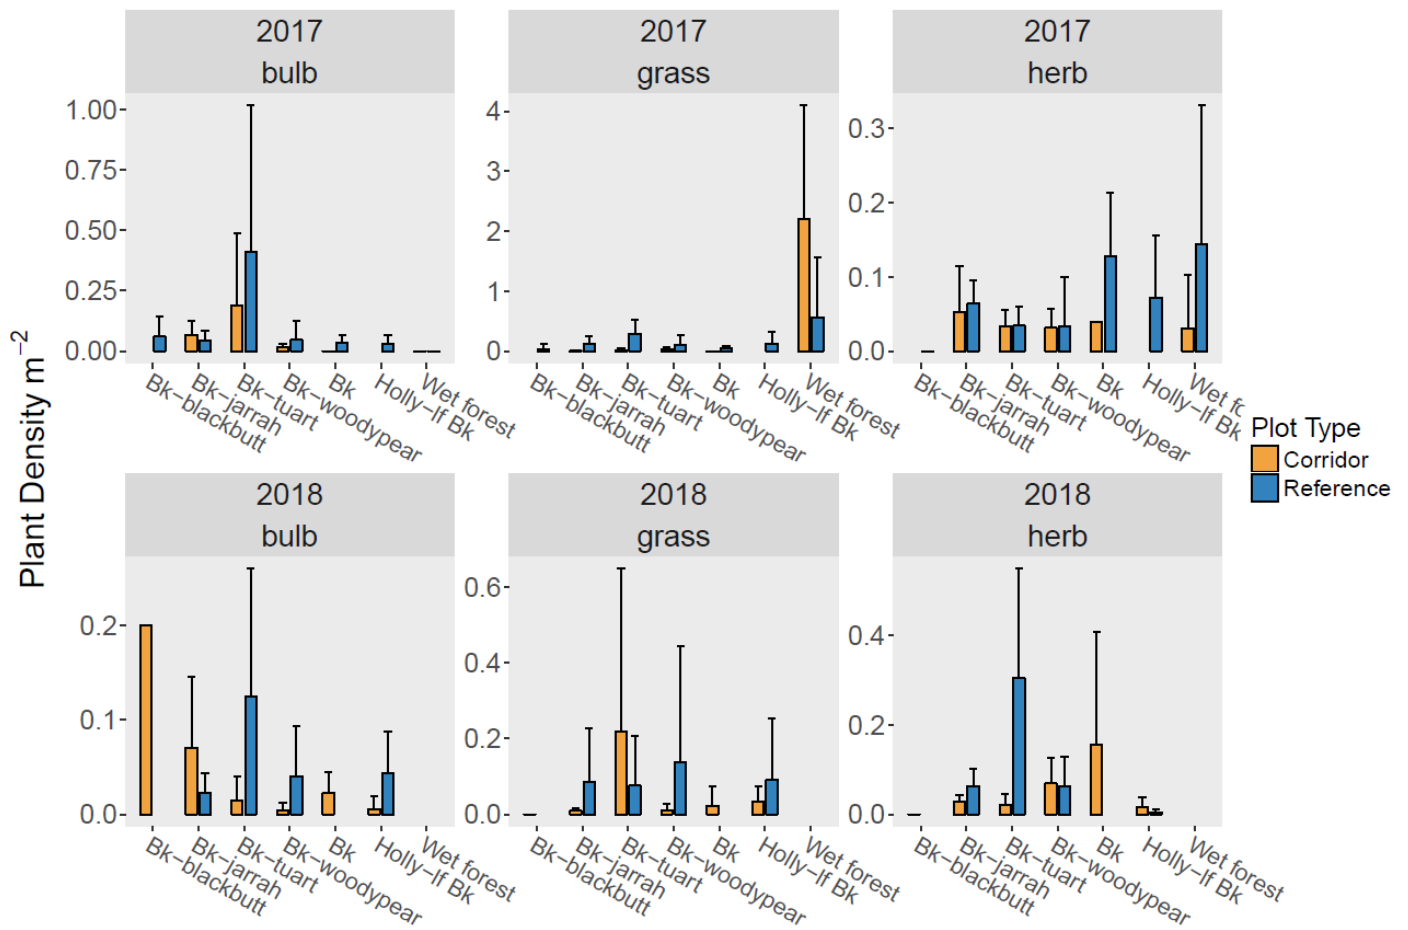 2017 2017 2017
bulb grass herb
1.00
0.75
0.50
0.25
0.00
4
3
2
1
0
0.3
0.2
0.1
0.0
Bk−blackbutt Bk−jarrah Bk−tuart Bk−woodypear Bk Holly−lf Bk Wet forest
Bk−blackbutt Bk−jarrah Bk−tuart Bk−woodypear Bk Holly−lf Bk Wet forest
Bk−blackbutt Bk−jarrah Bk−tuart Bk−woodypear Bk Holly−lf Bk Wet fo
Plant Density m−2
Plot Type
Corridor
Reference
2018 2018 2018
bulb grass herb
0.2
0.1
0.0
0.6
0.4
0.2
0.0
0.4
0.2
0.0
Bk−blackbutt Bk−jarrah Bk−tuart Bk−woodypear Bk Holly−lf Bk Wet forest
Bk−blackbutt Bk−jarrah Bk−tuart Bk−woodypear Bk Holly−lf Bk Wet forest
Bk−blackbutt Bk−jarrah Bk−tuart Bk−woodypear Bk Holly−lf Bk Wet forest